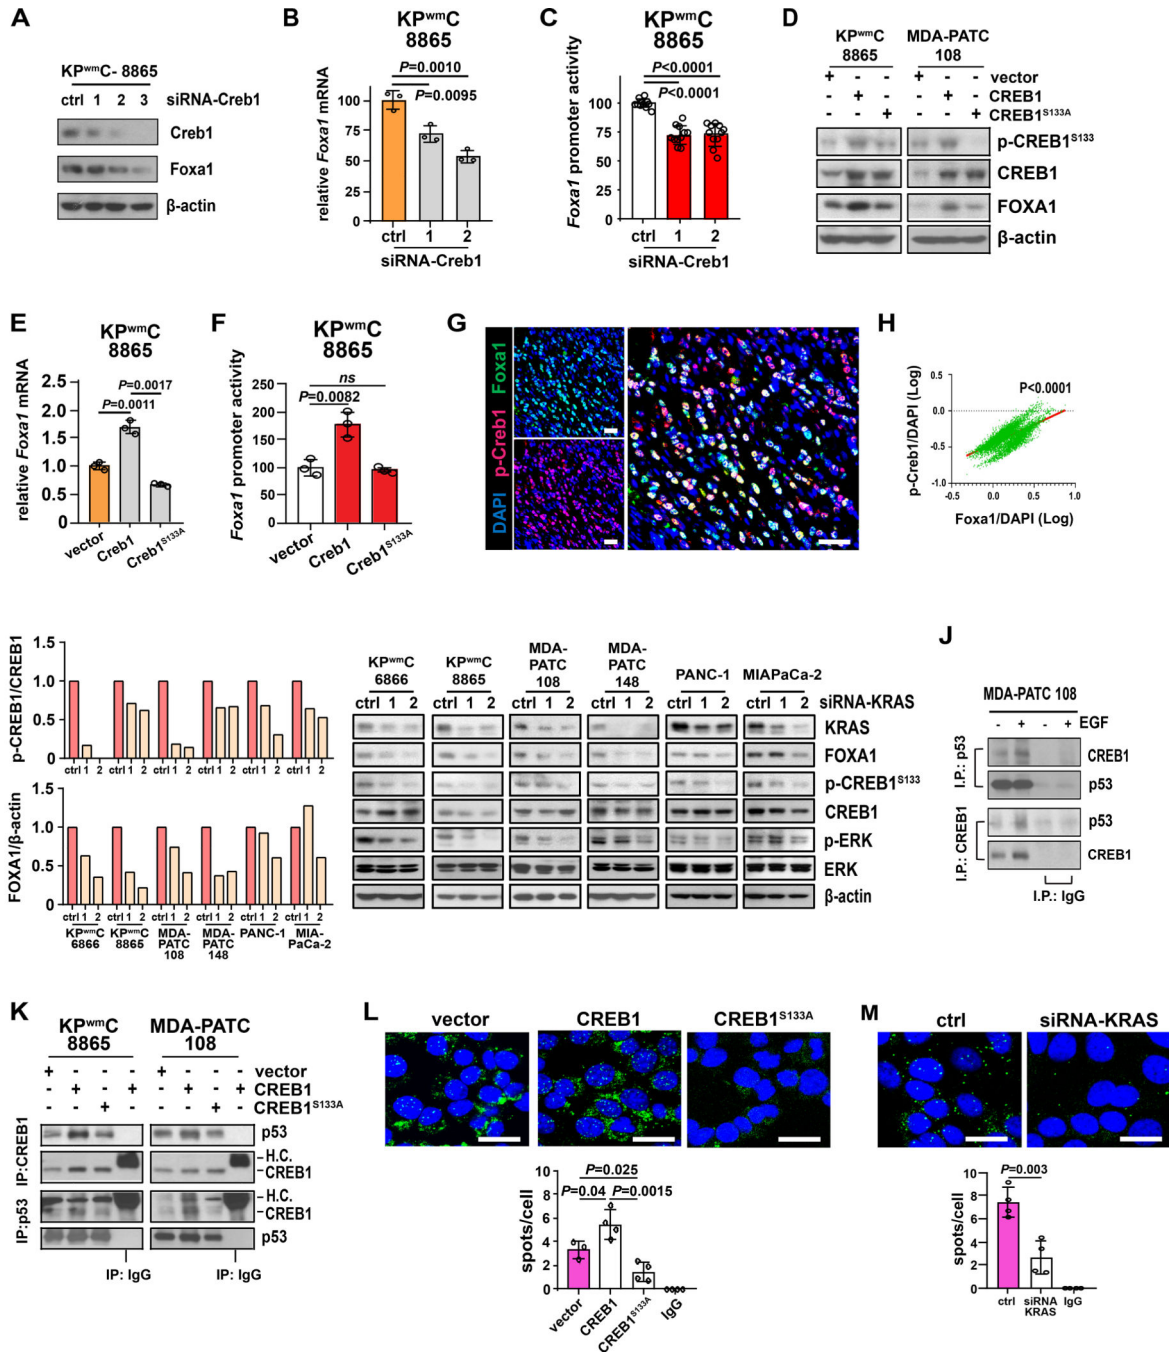 A
KPwmC- 8865
ctrl 1 2 3 siRNA-Creb1
Creb1
Foxa1
β-actin
B
KPwmC
8865
P=0.0010
P=0.0095
relative Foxa1 mRNA
125
100
75
50
25
0
ctrl 1 2
siRNA-Creb1
C
KPwmC
8865
P<0.0001
P<0.0001
Foxa1 promoter activity
125
100
75
50
25
0
ctrl 1 2
siRNA-Creb1
D
KPwmC
8865
MDA-PATC
108
+ - - + - - vector
- + - - + - CREB1
- - + - - + CREB1S133A
p-CREB1S133
CREB1
FOXA1
β-actin
E
KPwmC
8865
P=0.0017
P=0.0011
relative Foxa1 mRNA
2.5
2.0
1.5
1.0
0.5
0
vector
Creb1
Creb1S133A
F
KPwmC
8865
ns
P=0.0082
Foxa1 promoter activity
250
200
150
100
50
0
vector
Creb1
Creb1S133A
G
DAPI p-Creb1 Foxa1
H
P<0.0001
p-Creb1/DAPI (Log)
0.5
0.0
-0.5
-1.0
-0.5 0.0 0.5 1.0
Foxa1/DAPI (Log)
p-CREB1/CREB1
1.5
1.0
0.5
0
ctrl 1 2 ctrl 1 2 ctrl 1 2 ctrl 1 2 ctrl 1 2 ctrl 1 2
FOXA1/β-actin
1.5
1.0
0.5
0
ctrl 1 2 ctrl 1 2 ctrl 1 2 ctrl 1 2 ctrl 1 2 ctrl 1 2
KPwmC
6866
KPwmC
8865
MDA-
PATC
108
MDA-
PATC
148
PANC-1
MIA-
PaCa-2
KPwmC
6866
KPwmC
8865
MDA-
PATC
108
MDA-
PATC
148
PANC-1
MIAPaCa-2
ctrl 1 2 ctrl 1 2 ctrl 1 2 ctrl 1 2 ctrl 1 2 ctrl 1 2 siRNA-KRAS
KRAS
FOXA1
p-CREB1S133
CREB1
p-ERK
ERK
β-actin
J
MDA-PATC 108
- + - + EGF
I.P.: p53
CREB1
p53
I.P.: CREB1
p53
CREB1
I.P.: IgG
K
KPwmC
8865
MDA-PATC
108
+ + vector
+ + + + CREB1
+ + CREB1S133A
IP:CREB1
p53
H.C.
CREB1
IP:p53
H.C.
CREB1
p53
IP: IgG IP: IgG
L
vector
CREB1
CREB1S133A
P=0.025
P=0.04 P=0.0015
spots/cell
10
8
6
4
2
0
vector
CREB1
CREB1S133A
IgG
M
ctrl
siRNA-KRAS
P=0.003
spots/cell
10
8
6
4
2
0
ctrl
siRNA
KRAS
IgG